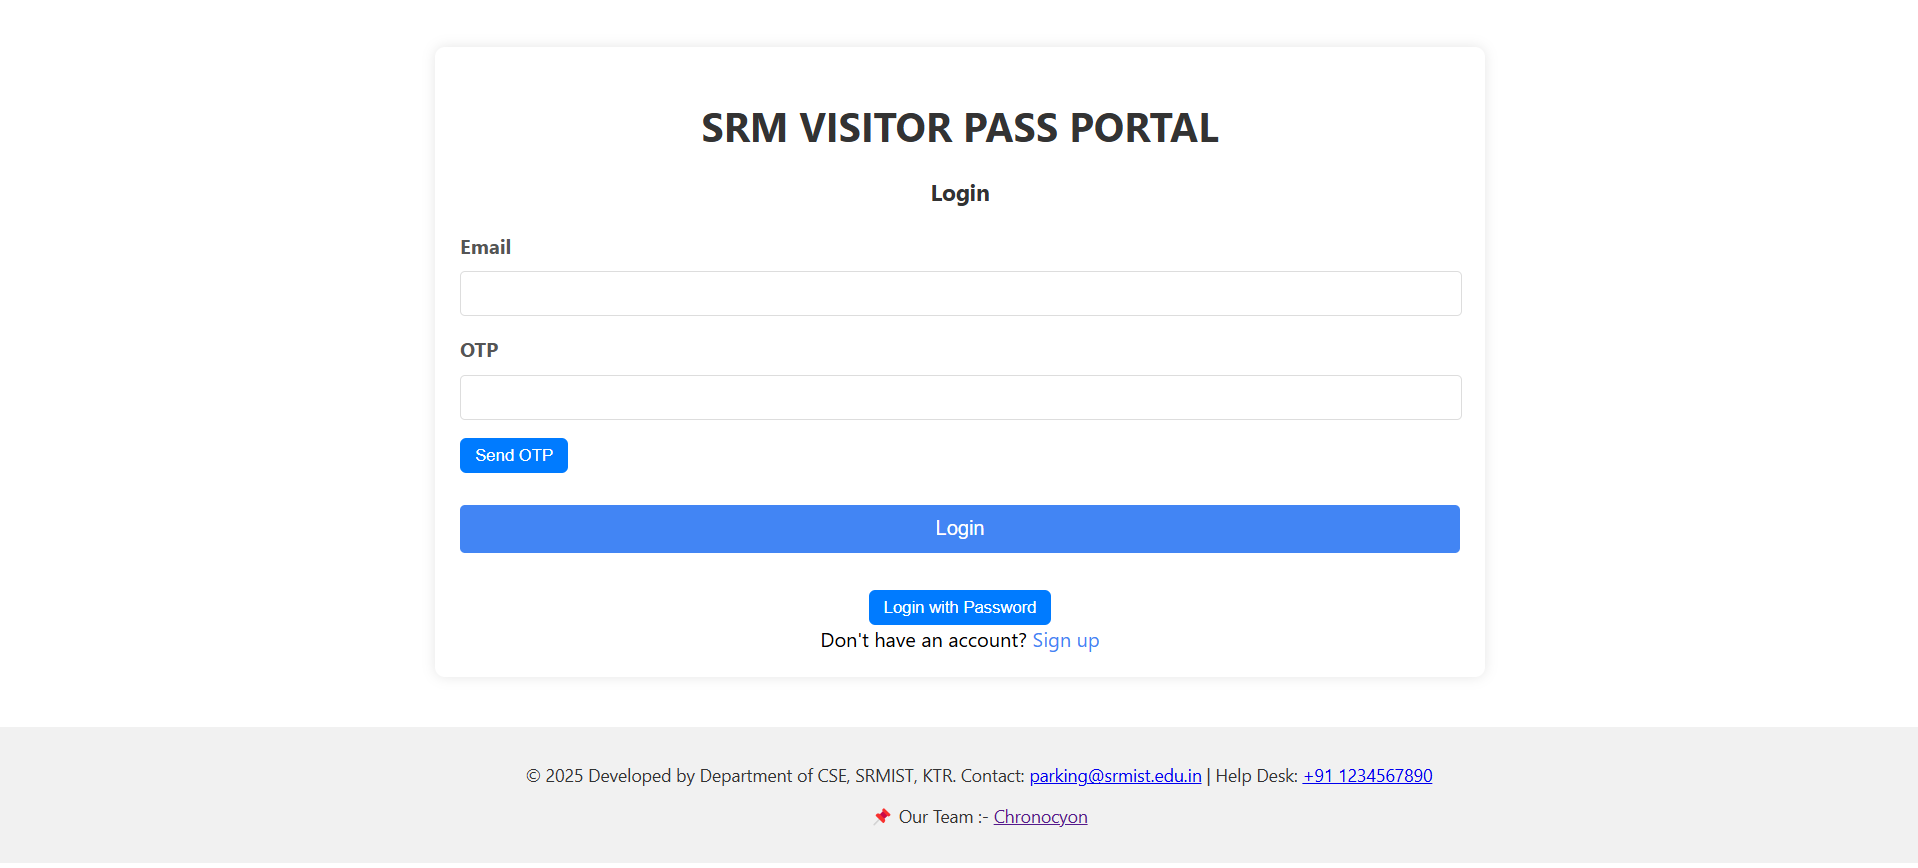 SRM VISITOR PASS PORTAL
Login
Email
OTP
Send OTP
Login
Login with Password
Don't have an account? Sign up
© 2025 Developed by Department of CSE, SRMIST, KTR. Contact: parking@srmist.edu.in | Help Desk: +91 1234567890
📌 Our Team :- Chronocyon